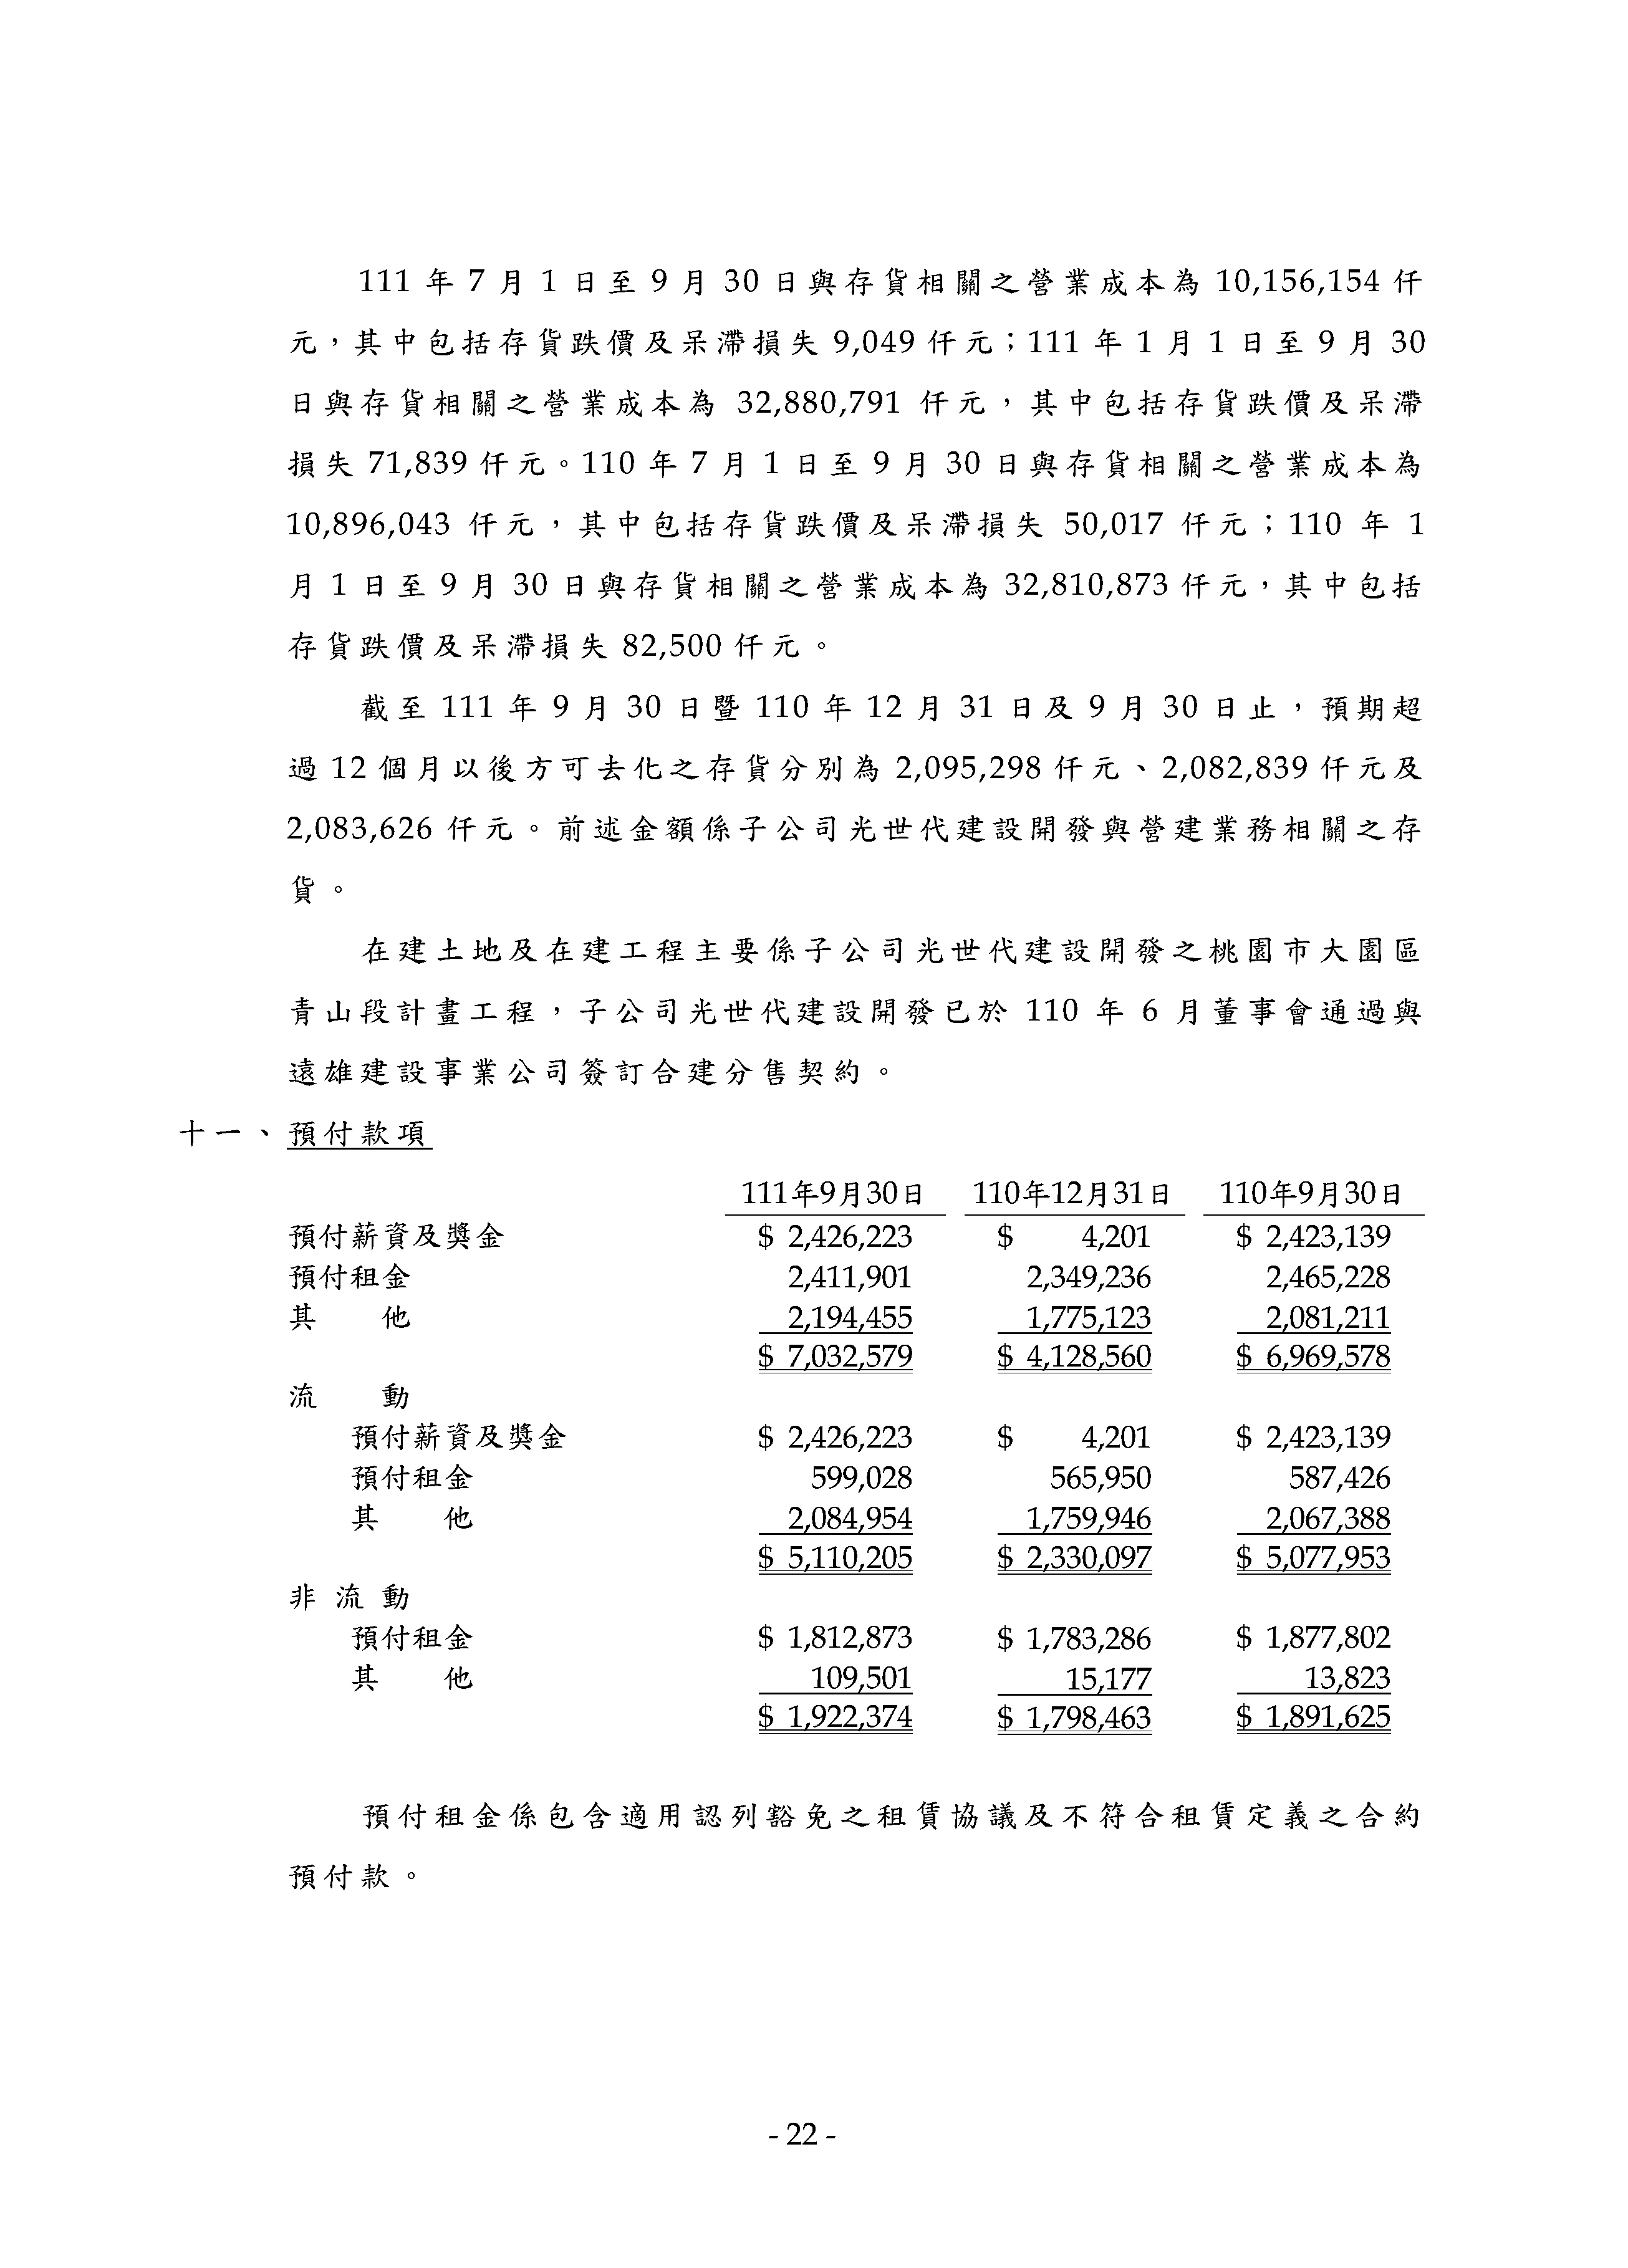 111 年 7 月 1 日至 9 月 30 日與存貨相關之營業成本為 10,156,154 仟
元，其中包括存貨跌價及呆滯損失 9,049 仟元；111 年 1 月 1 日至 9 月 30
日與存貨相關之營業成本為 32,880,791 仟元，其中包括存貨跌價及呆滯
損失 71,839 仟元。110 年 7 月 1 日至 9 月 30 日與存貨相關之營業成本為
10,896,043 仟元，其中包括存貨跌價及呆滯損失 50,017 仟元；110 年 1
月 1 日至 9 月 30 日與存貨相關之營業成本為 32,810,873 仟元，其中包括
存貨跌價及呆滯損失 82,500 仟元。
截至 111 年 9 月 30 日暨 110 年 12 月 31 日及 9 月 30 日止，預期超
過 12 個月以後方可去化之存貨分別為 2,095,298 仟元、2,082,839 仟元及
2,083,626 仟元。前述金額係子公司光世代建設開發與營建業務相關之存
貨。
在建土地及在建工程主要係子公司光世代建設開發之桃園市大園區
青山段計畫工程，子公司光世代建設開發已於 110 年 6 月董事會通過與
遠雄建設事業公司簽訂合建分售契約。
十一、預付款項
111年9月30日 110年12月31日 110年9月30日
預付薪資及獎金 $ 2,426,223 $ 4,201 $ 2,423,139
預付租金 2,411,901 2,349,236 2,465,228
其 他 2,194,455 1,775,123 2,081,211
$ 7,032,579 $ 4,128,560 $ 6,969,578
流 動
預付薪資及獎金 $ 2,426,223 $ 4,201 $ 2,423,139
預付租金 599,028 565,950 587,426
其 他 2,084,954 1,759,946 2,067,388
$ 5,110,205 $ 2,330,097 $ 5,077,953
非 流 動
預付租金 $ 1,812,873 $ 1,783,286 $ 1,877,802
其 他 109,501 15,177 13,823
$ 1,922,374 $ 1,798,463 $ 1,891,625
預付租金係包含適用認列豁免之租賃協議及不符合租賃定義之合約
預付款。
- 22 -